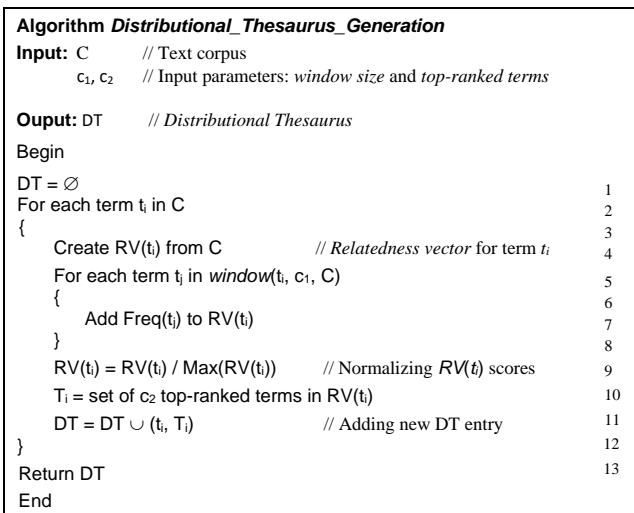 Algorithm Distributional_Thesaurus_Generation
Input: C // Text corpus
c₁, c₂ // Input parameters: window size and top-ranked terms
Ouput: DT // Distributional Thesaurus
Begin
DT = ∅ 1
For each term tᵢ in C 2
{ 3
Create RV(tᵢ) from C // Relatedness vector for term tᵢ 4
For each term tⱼ in window(tᵢ, c₁, C) 5
{ 6
Add Freq(tⱼ) to RV(tᵢ) 7
} 8
RV(tᵢ) = RV(tᵢ) / Max(RV(tᵢ)) // Normalizing RV(tᵢ) scores 9
Tᵢ = set of c₂ top-ranked terms in RV(tᵢ) 10
DT = DT ∪ (tᵢ, Tᵢ) // Adding new DT entry 11
} 12
Return DT 13
End